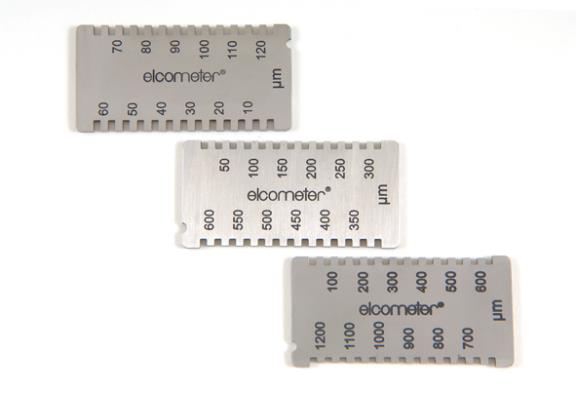 70 80 90 100 110 120
elcometer®
µm
60 50 40 30 20 10
50 100 150 200 250 300
elcometer®
µm
600 550 500 450 400 350
100 200 300 400 500 600
elcometer®
µm
1200 1100 1000 900 800 700